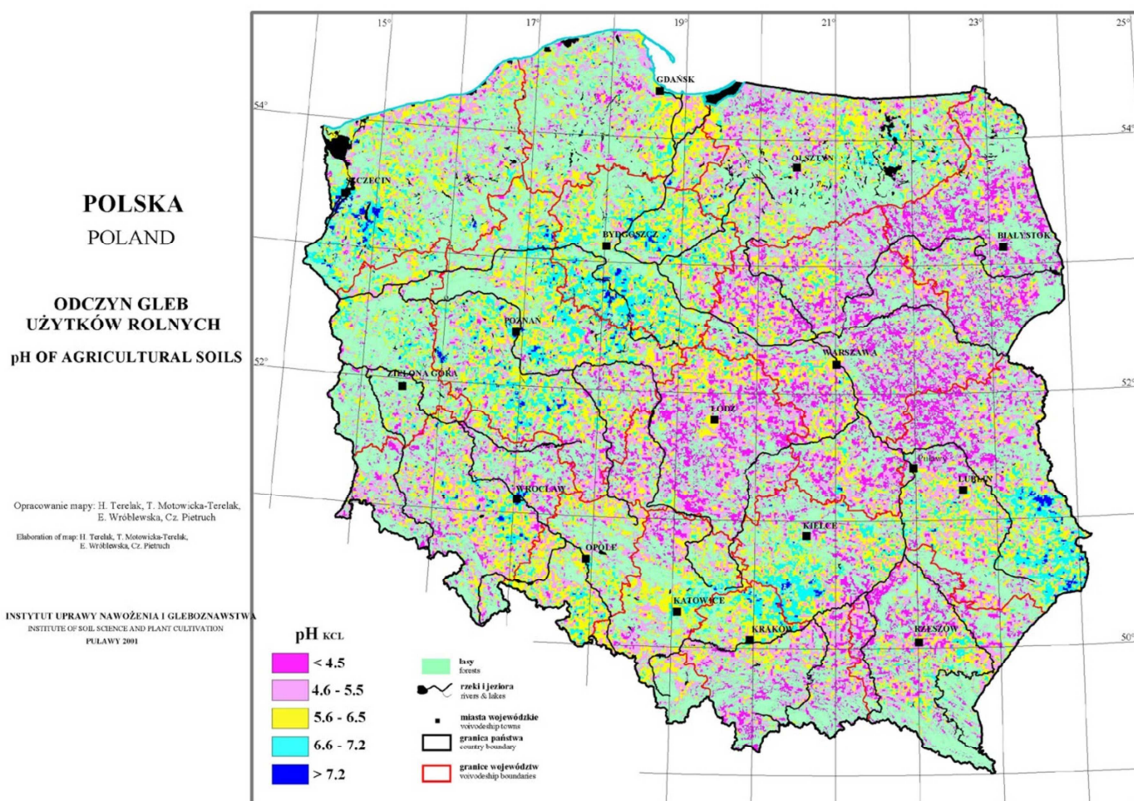 POLSKA
POLAND
ODCZYN GLEB
UŻYTKÓW ROLNYCH
pH OF AGRICULTURAL SOILS
Opracowanie mapy: H. Terelak, T. Motowicka-Terelak,
E. Wróblewska, Cz. Pietruch
Elaboration of map: H. Terelak, T. Motowicka-Terelak,
E. Wróblewska, Cz. Pietruch
INSTYTUT UPRAWY NAWOŻENIA I GLEBOZNAWSTWA
INSTITUTE OF SOIL SCIENCE AND PLANT CULTIVATION
PUŁAWY 2001
15°
17°
19°
21°
23°
25°
54°
54°
52°
52°
50°
GDAŃSK
OLSZTYN
SZCZECIN
BYDGOSZCZ
BIAŁYSTOK
POZNAŃ
WARSZAWA
ZIELONA GÓRA
ŁÓDŹ
Puławy
LUBLIN
WROCŁAW
KIELCE
OPOLE
KATOWICE
KRAKÓW
RZESZÓW
pH KCL
< 4.5
4.6 - 5.5
5.6 - 6.5
6.6 - 7.2
> 7.2
lasy
forests
rzeki i jeziora
rivers & lakes
miasta wojewódzkie
voivodeship towns
granica państwa
country boundary
granice województw
voivodeship boundaries